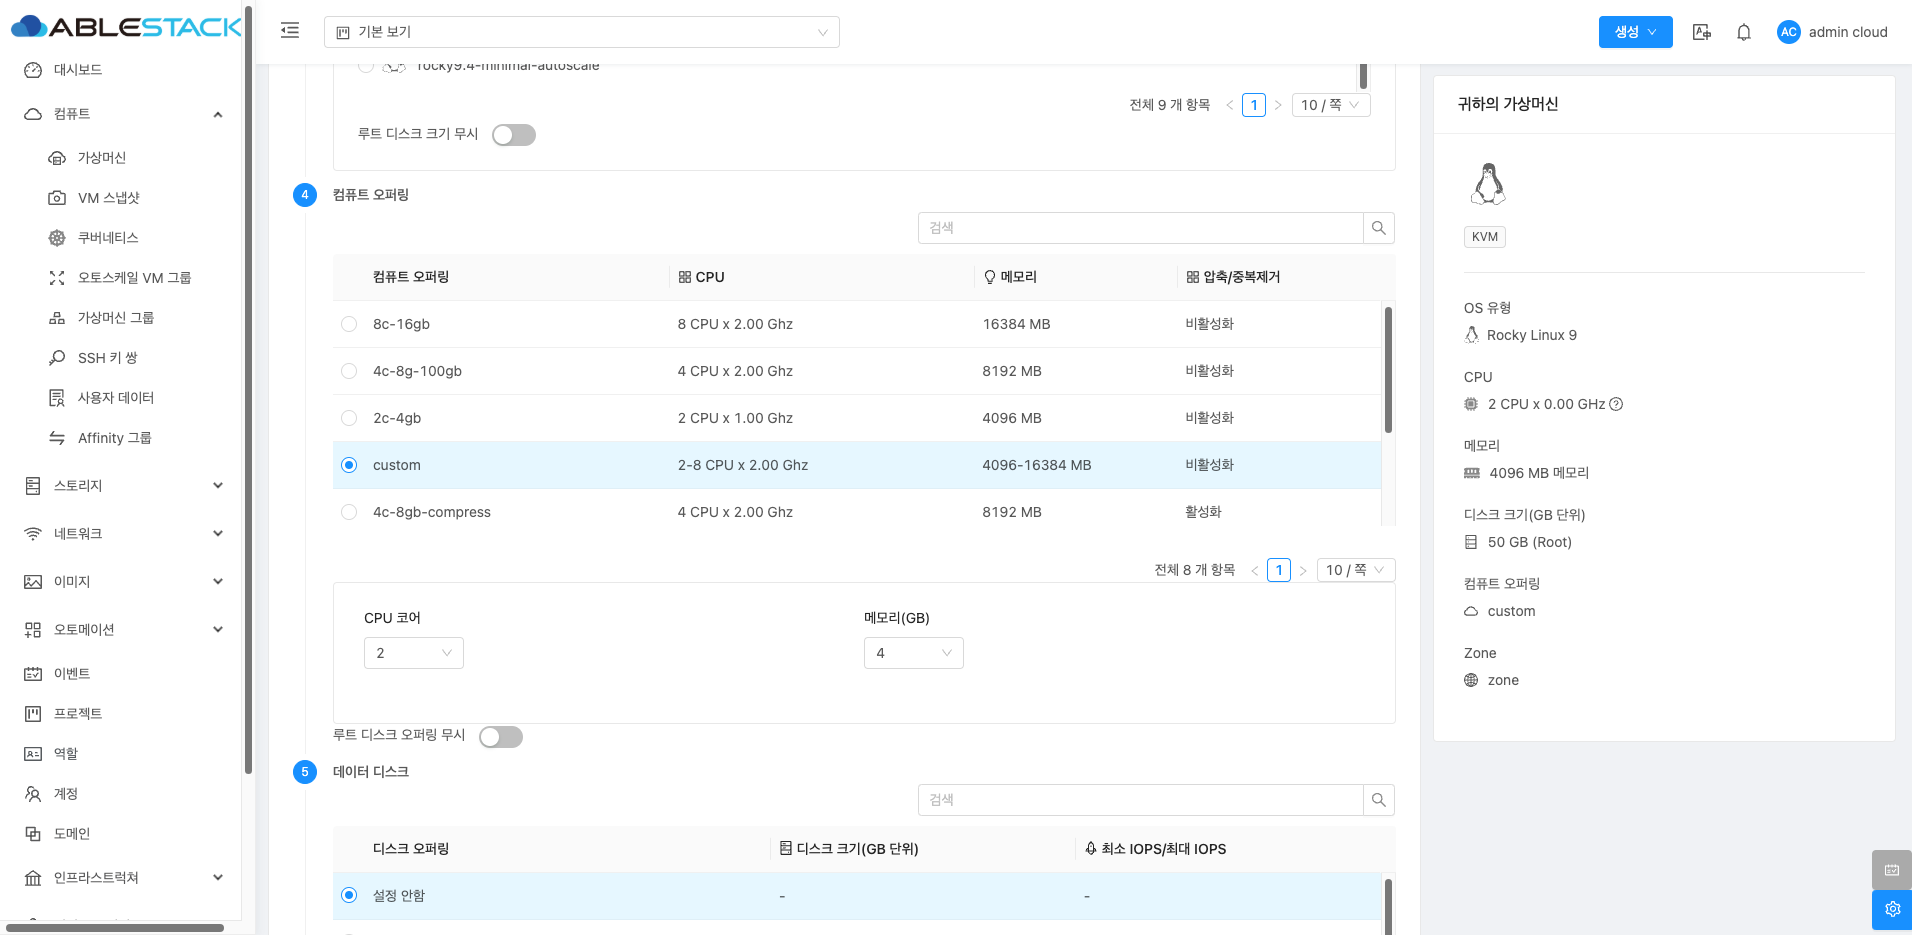 ABLESTACK
기본 보기
생성
AC
admin cloud
대시보드
컴퓨트
가상머신
VM 스냅샷
쿠버네티스
오토스케일 VM 그룹
가상머신 그룹
SSH 키 쌍
사용자 데이터
Affinity 그룹
스토리지
네트워크
이미지
오토메이션
이벤트
프로젝트
역할
계정
도메인
인프라스트럭쳐
rocky9.4-minimal-autoscale
전체 9 개 항목
1
10 / 쪽
루트 디스크 크기 무시
4
컴퓨트 오퍼링
검색
컴퓨트 오퍼링 CPU 메모리 압축/중복제거
8c-16gb 8 CPU x 2.00 Ghz 16384 MB 비활성화
4c-8g-100gb 4 CPU x 2.00 Ghz 8192 MB 비활성화
2c-4gb 2 CPU x 1.00 Ghz 4096 MB 비활성화
custom 2-8 CPU x 2.00 Ghz 4096-16384 MB 비활성화
4c-8gb-compress 4 CPU x 2.00 Ghz 8192 MB 활성화
전체 8 개 항목
1
10 / 쪽
CPU 코어 메모리(GB)
2 4
루트 디스크 오퍼링 무시
5
데이터 디스크
검색
디스크 오퍼링 디스크 크기(GB 단위) 최소 IOPS/최대 IOPS
설정 안함 - -
귀하의 가상머신
KVM
OS 유형
Rocky Linux 9
CPU
2 CPU x 0.00 GHz
메모리
4096 MB 메모리
디스크 크기(GB 단위)
50 GB (Root)
컴퓨트 오퍼링
custom
Zone
zone